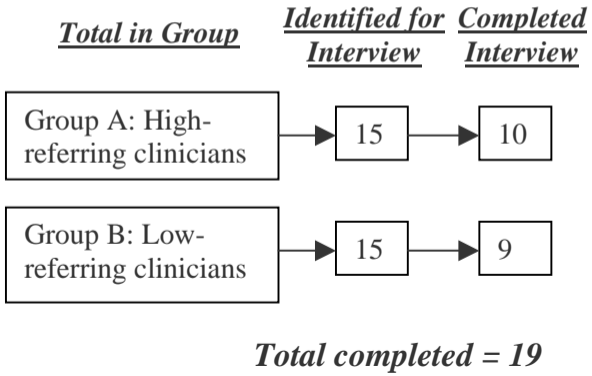 Total in Group
Identified for
Interview
Completed
Interview
Group A: High-
referring clinicians
15
10
Group B: Low-
referring clinicians
15
9
Total completed = 19